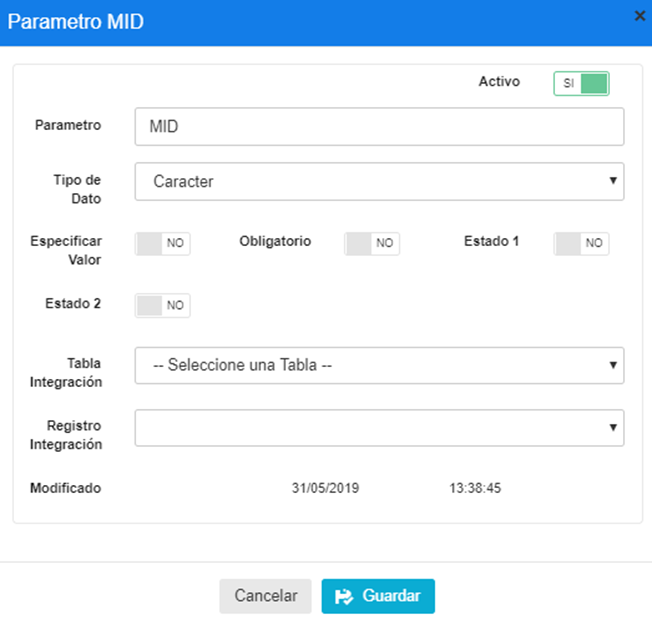 Parametro MID
×
Activo SI
Parametro MID
Tipo de
Dato
Caracter
Especificar
Valor
NO Obligatorio NO Estado 1 NO
Estado 2 NO
Tabla
Integración
-- Seleccione una Tabla --
Registro
Integración
Modificado 31/05/2019 13:38:45
Cancelar Guardar